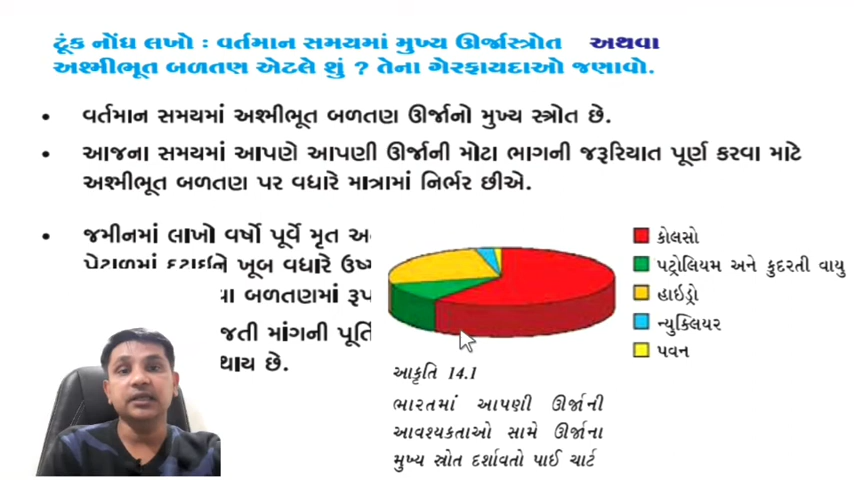 ટૂંક નોંધ લખો : વર્તમાન સમયમાં મુખ્ય ઊર્જાસ્ત્રોત અથવા
અશ્મીભૂત બળતણ એટલે શું ? તેના ગેરફાયદાઓ જણાવો.
• વર્તમાન સમયમાં અશ્મીભૂત બળતણ ઊર્જાનો મુખ્ય સ્ત્રોત છે.
• આજના સમયમાં આપણે આપણી ઊર્જાની મોટા ભાગની જરૂરિયાત પૂર્ણ કરવા માટે
અશ્મીભૂત બળતણ પર વધારે માત્રામાં નિર્ભર છીએ.
• જમીનમાં લાખો વર્ષો પૂર્વે મૃત
ખૂબ વધારે
બળતણમાં
માંગની
થાય છે.
કોલસો
પટ્રોલિયમ અને કુદરતી વાયુ
હાઇડ્રો
ન્યુક્લિયર
પવન
આકૃતિ 14.1
ભારતમાં આપણી ઊર્જાની
આવશ્યકતાઓ સામે ઊર્જાના
મુખ્ય સ્ત્રોત દર્શાવતો પાઈ ચાર્ટ